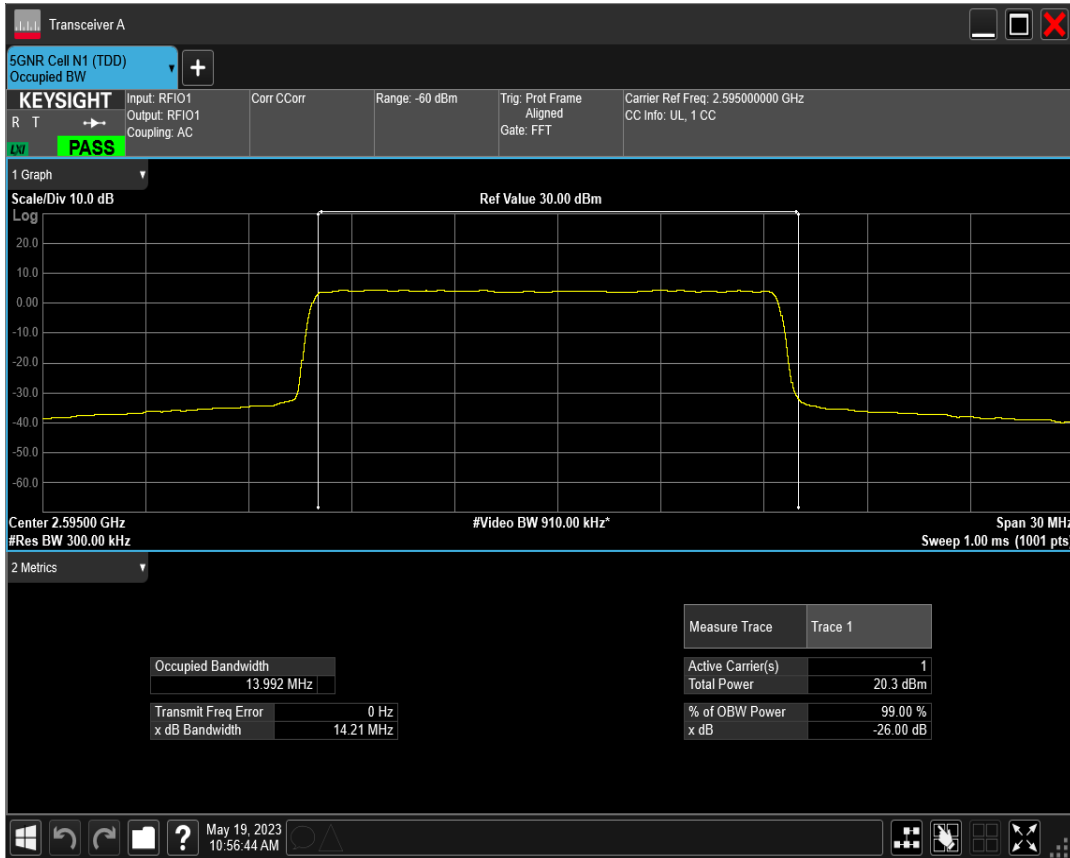 Transceiver A
5GNR Cell N1 (TDD)
Occupied BW
+
KEYSIGHT
R T
LXI
PASS
Input: RFIO1
Output: RFIO1
Coupling: AC
Corr CCorr
Range: -60 dBm
Trig: Prot Frame
Aligned
Gate: FFT
Carrier Ref Freq: 2.595000000 GHz
CC Info: UL, 1 CC
1 Graph
Scale/Div 10.0 dB
Ref Value 30.00 dBm
Log
20.0
10.0
0.00
-10.0
-20.0
-30.0
-40.0
-50.0
-60.0
Center 2.59500 GHz
#Video BW 910.00 kHz*
Span 30 MHz
#Res BW 300.00 kHz
Sweep 1.00 ms (1001 pts)
2 Metrics
Measure Trace Trace 1
Occupied Bandwidth
13.992 MHz
Active Carrier(s) 1
Total Power 20.3 dBm
Transmit Freq Error 0 Hz
x dB Bandwidth 14.21 MHz
% of OBW Power 99.00 %
x dB -26.00 dB
?
May 19, 2023
10:56:44 AM